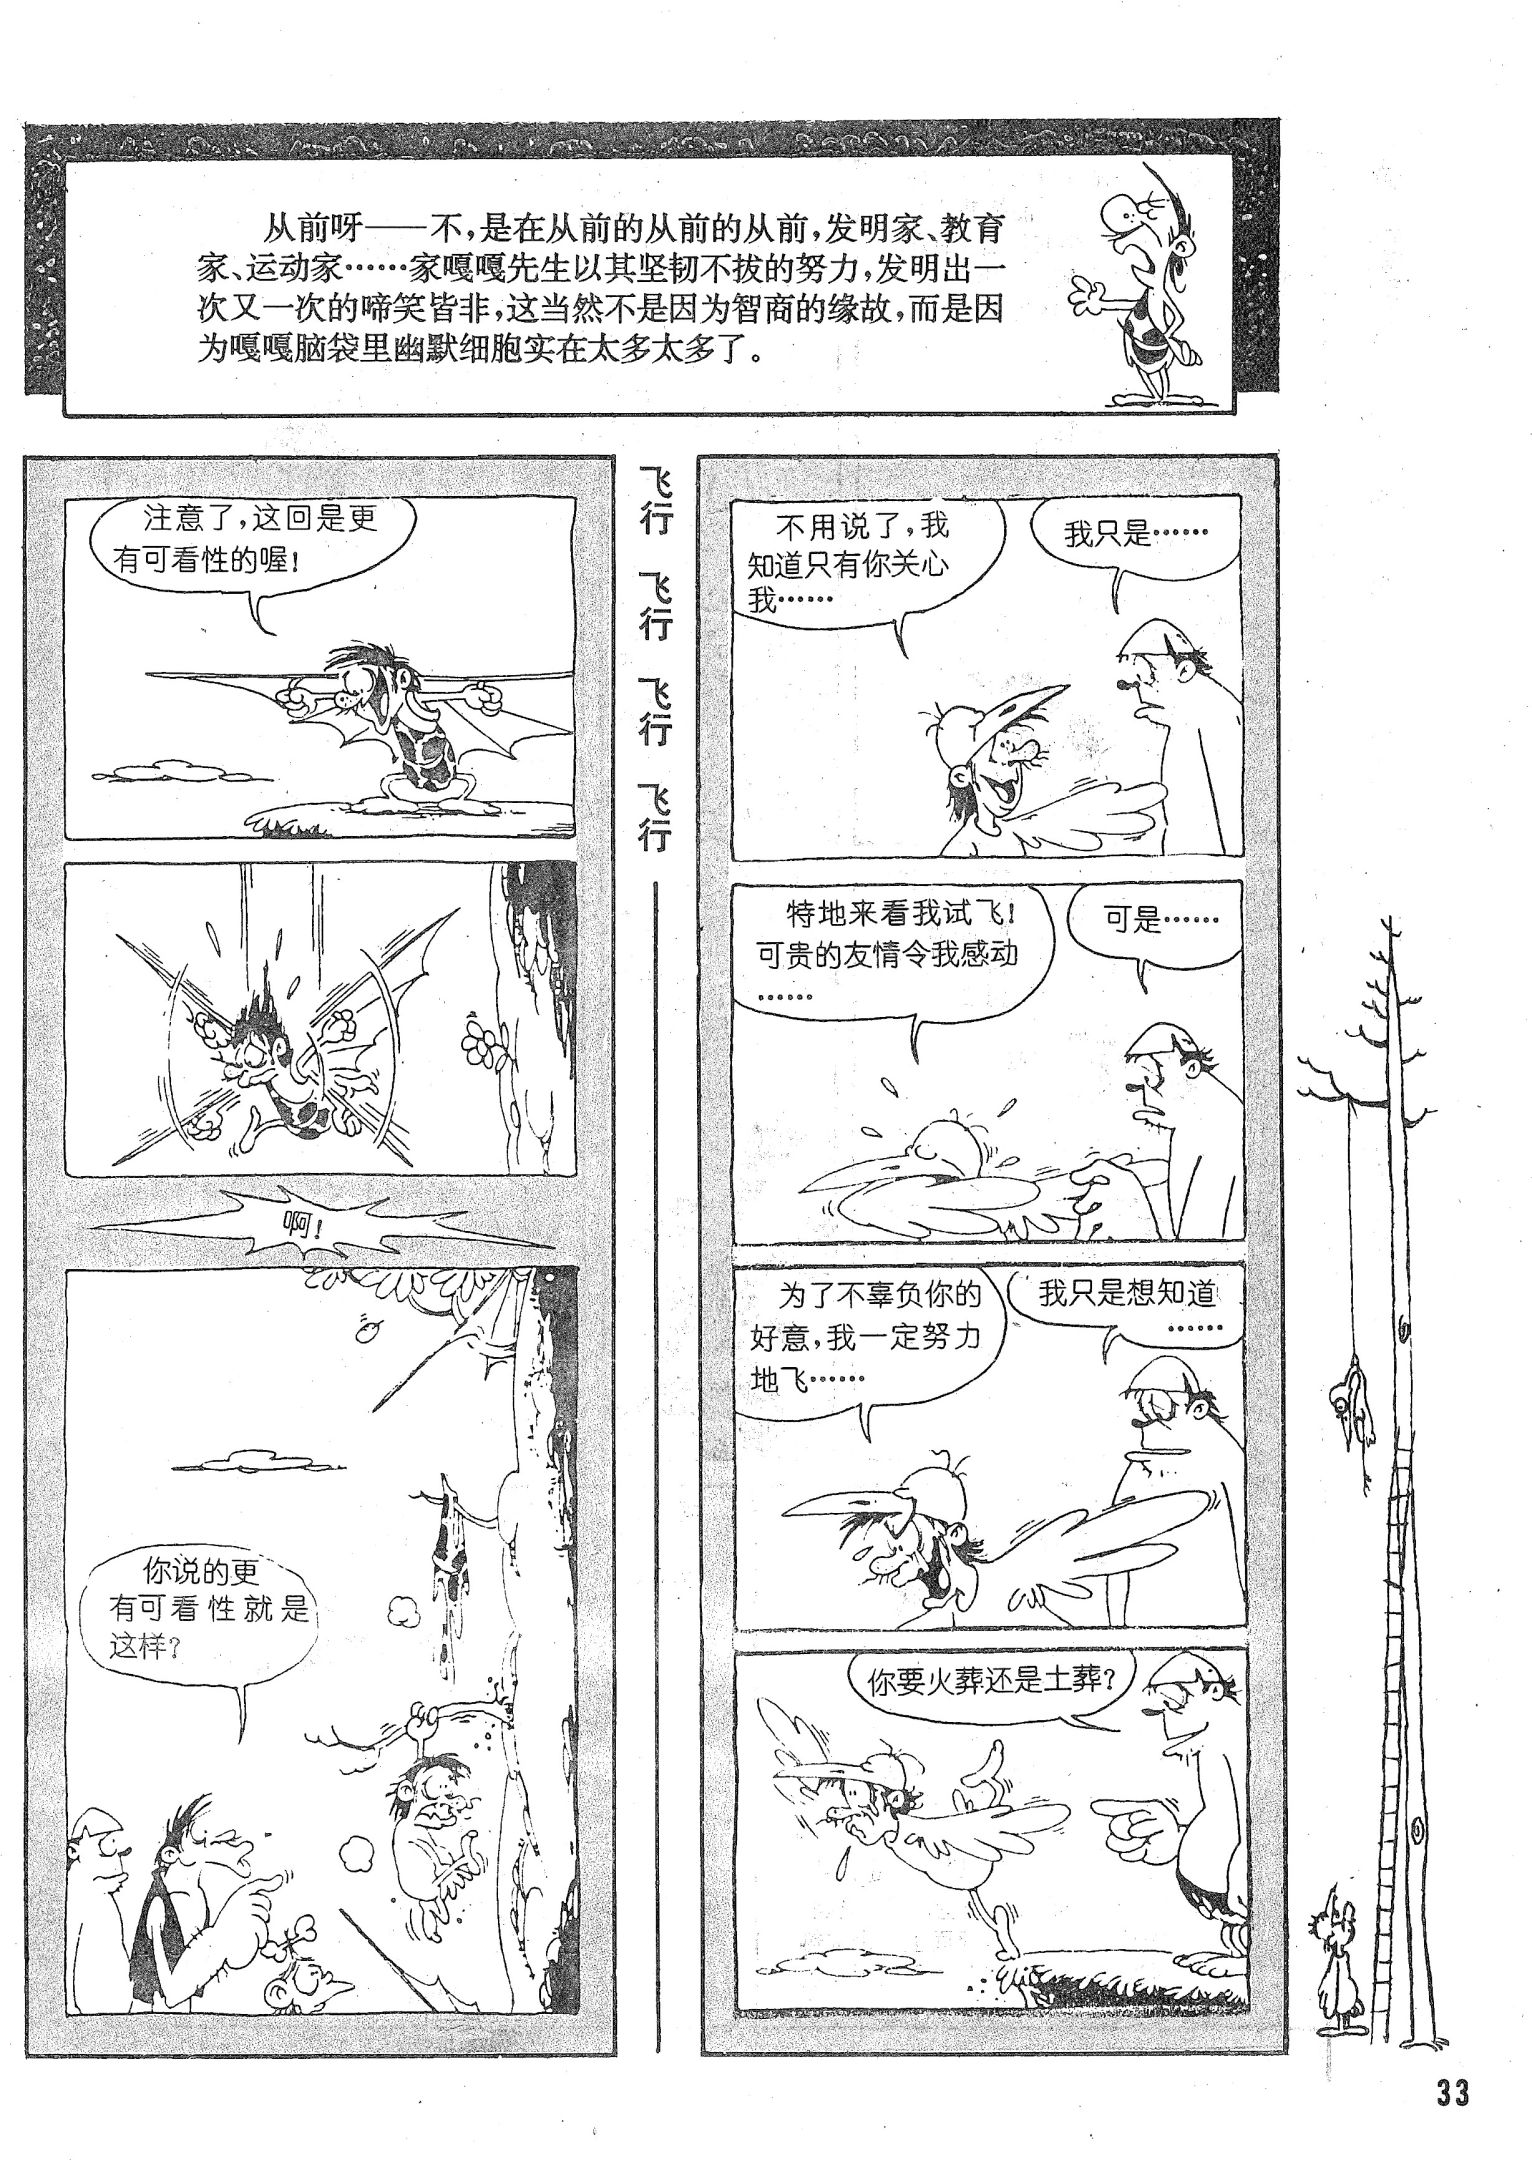 从前呀——不，是在从前的从前的从前，发明家、教育
家、运动家……家嘎嘎先生以其坚韧不拔的努力，发明出一
次又一次的啼笑皆非，这当然不是因为智商的缘故，而是因
为嘎嘎脑袋里幽默细胞实在太多太多了。
飞行 飞行 飞行 飞行
注意了，这回是更
有可看性的喔！
啊！
你说的更
有可看性就是
这样？
不用说了，我
知道只有你关心
我……
我只是……
特地来看我试飞！
可贵的友情令我感动
……
可是……
为了不辜负你的
好意，我一定努力
地飞……
我只是想知道
……
你要火葬还是土葬？
33